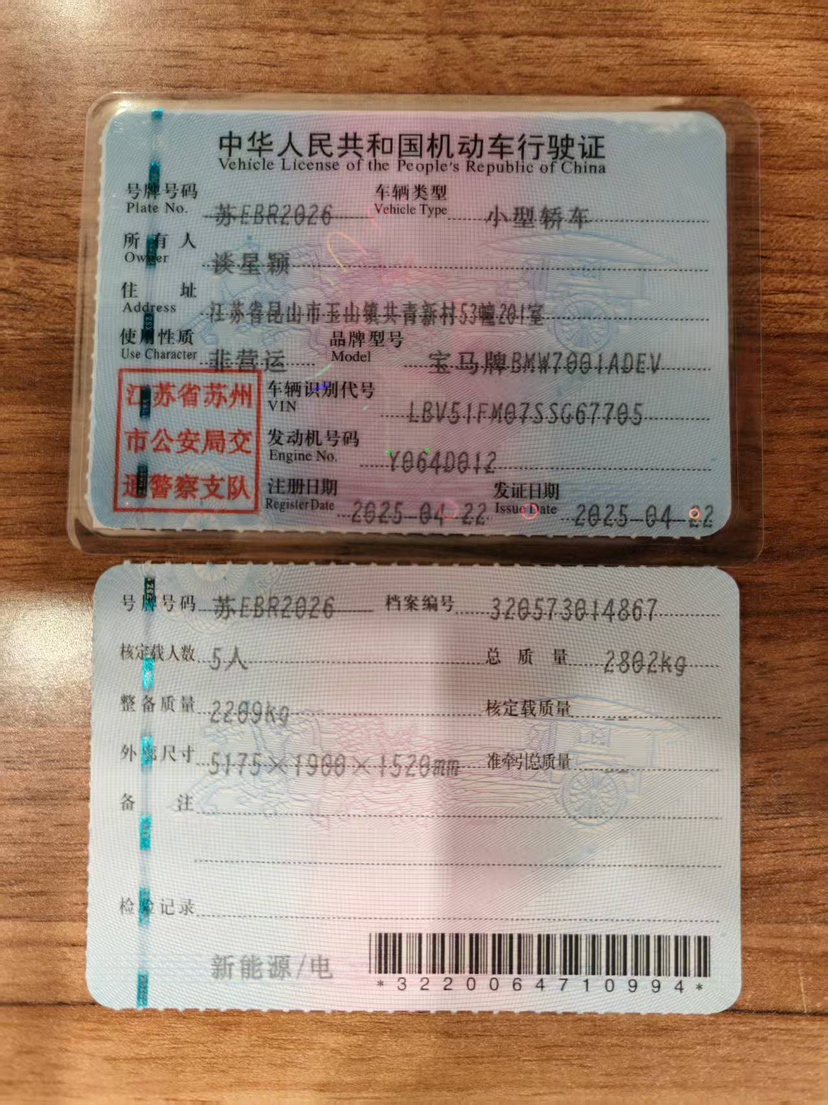 中华人民共和国机动车行驶证
Vehicle License of the People's Republic of China
号牌号码 Plate No. 苏EBR2026 车辆类型 Vehicle Type 小型轿车
所有人 Owner 谈星颖
住址 Address 江苏省昆山市玉山镇共青新村53幢201室
使用性质 Use Character 非营运 品牌型号 Model 宝马牌BMW7001ADEV
江苏省苏州 车辆识别代号 VIN LBV51FM07SSG67705
市公安局交 发动机号码 Engine No. Y064D012
通警察支队 注册日期 Register Date 2025-04-22 发证日期 Issue Date 2025-04-22
号牌号码 苏EBR2026 档案编号 320573014867
核定载人数 5人 总质量 2802kg
整备质量 2209kg 核定载质量 --
外廓尺寸 5175×1900×1520mm 准牵引总质量 --
备注
检验记录
新能源/电
*3220064710994*